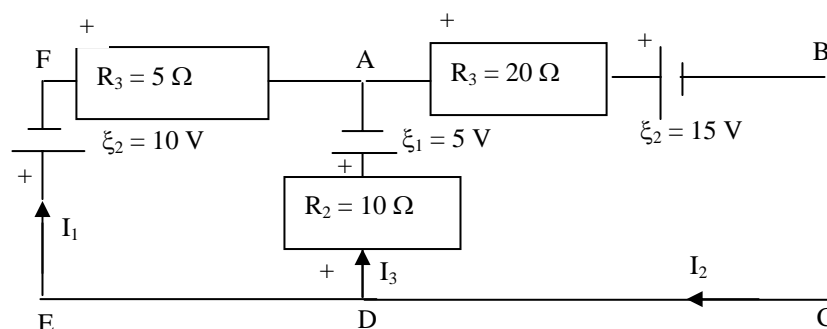 +
+
F
R₃ = 5 Ω
A
R₃ = 20 Ω
+
B
ξ₂ = 10 V
ξ₁ = 5 V
ξ₂ = 15 V
+
+
R₂ = 10 Ω
I₁
+
I₃
I₂
E
D
C